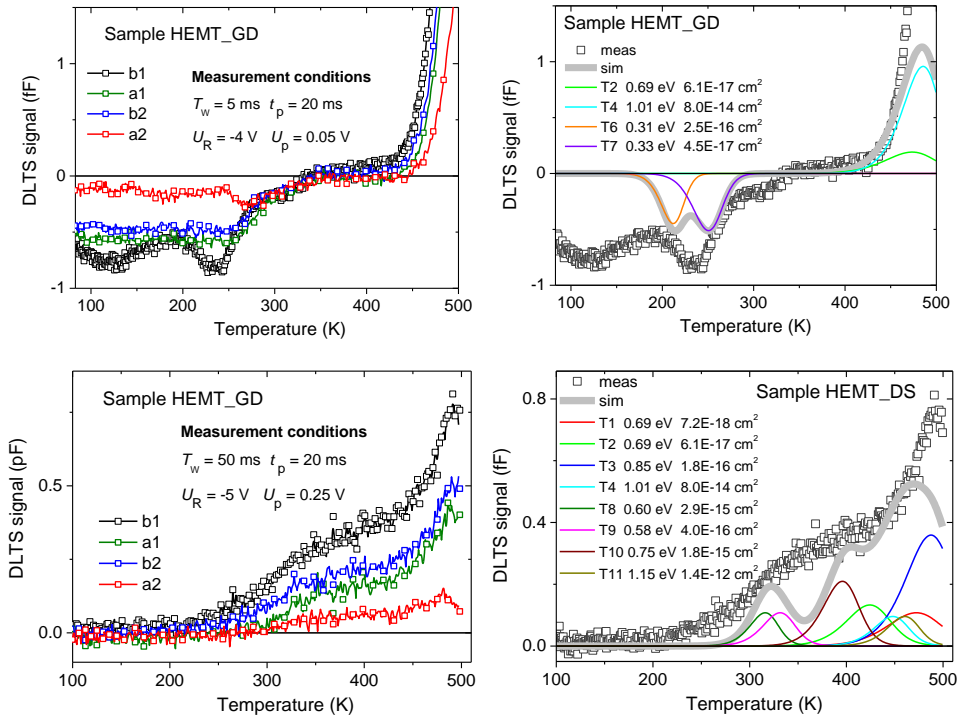 Sample HEMT_GD
b1
a1
b2
a2
Measurement conditions
T_w = 5 ms t_p = 20 ms
U_R = -4 V U_p = 0.05 V
1
0
-1
DLTS signal (fF)
100 200 300 400 500
Temperature (K)
Sample HEMT_GD
meas
sim
T2 0.69 eV 6.1E-17 cm²
T4 1.01 eV 8.0E-14 cm²
T6 0.31 eV 2.5E-16 cm²
T7 0.33 eV 4.5E-17 cm²
1
0
-1
DLTS signal (fF)
100 200 300 400 500
Temperature (K)
Sample HEMT_GD
Measurement conditions
T_w = 50 ms t_p = 20 ms
U_R = -5 V U_p = 0.25 V
b1
a1
b2
a2
0.5
0.0
DLTS signal (pF)
100 200 300 400 500
Temperature (K)
meas
Sample HEMT_DS
sim
T1 0.69 eV 7.2E-18 cm²
T2 0.69 eV 6.1E-17 cm²
T3 0.85 eV 1.8E-16 cm²
T4 1.01 eV 8.0E-14 cm²
T8 0.60 eV 2.9E-15 cm²
T9 0.58 eV 4.0E-16 cm²
T10 0.75 eV 1.8E-15 cm²
T11 1.15 eV 1.4E-12 cm²
0.8
0.4
0.0
DLTS signal (fF)
100 200 300 400 500
Temperature (K)